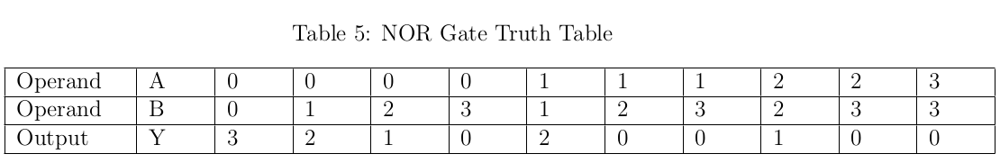 Table 5: NOR Gate Truth Table
Operand A 0 0 0 0 1 1 1 2 2 3
Operand B 0 1 2 3 1 2 3 2 3 3
Output Y 3 2 1 0 2 0 0 1 0 0